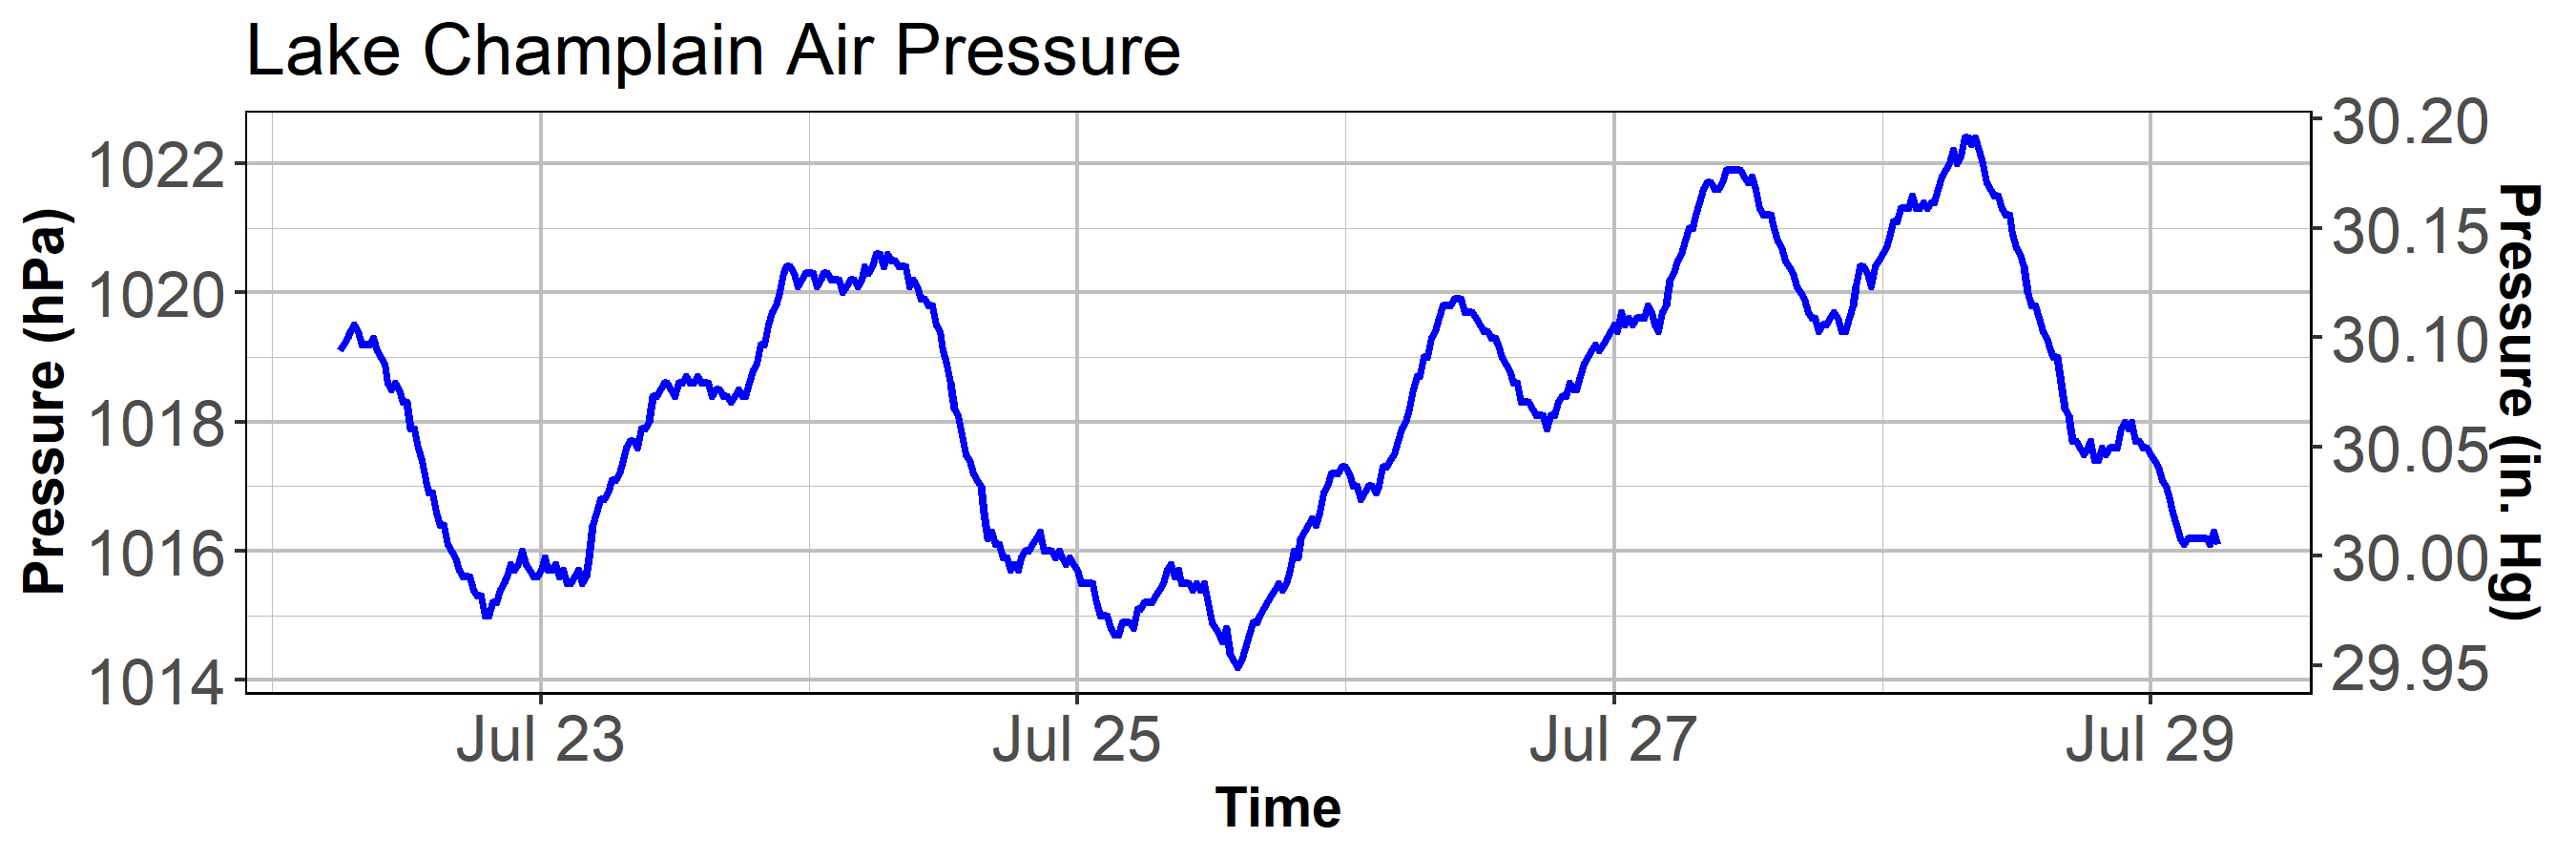 Lake Champlain Air Pressure
Pressure (hPa)
1022
1020
1018
1016
1014
30.20
30.15
30.10
30.05
30.00
29.95
Pressure (in. Hg)
Jul 23
Jul 25
Jul 27
Jul 29
Time